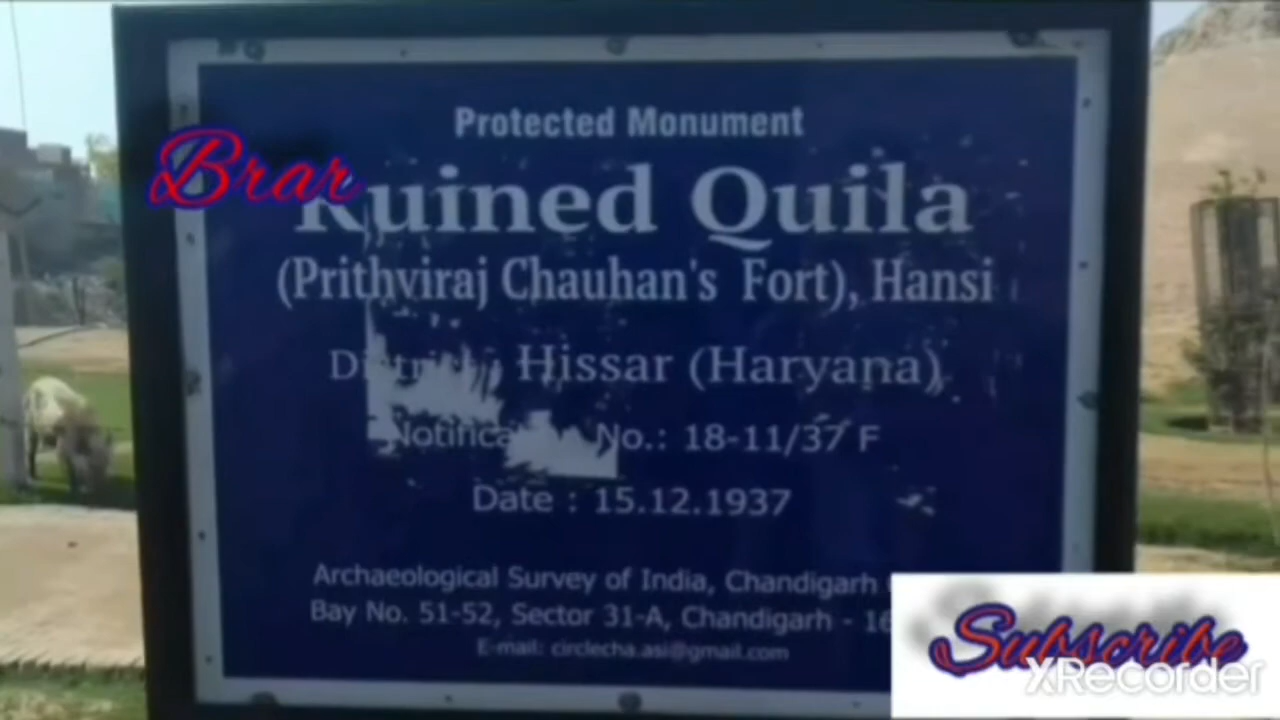 Protected Monument
Brar
Ruined Quila
(Prithviraj Chauhan's Fort), Hansi
Hissar (Haryana)
No.: 18-11/37 F
Date : 15.12.1937
Archaeological Survey of India, Chandigarh
Bay No. 51-52, Sector 31-A, Chandigarh -
E-mail: circlecha.asi@gmail.com
Subscribe
XRecorder